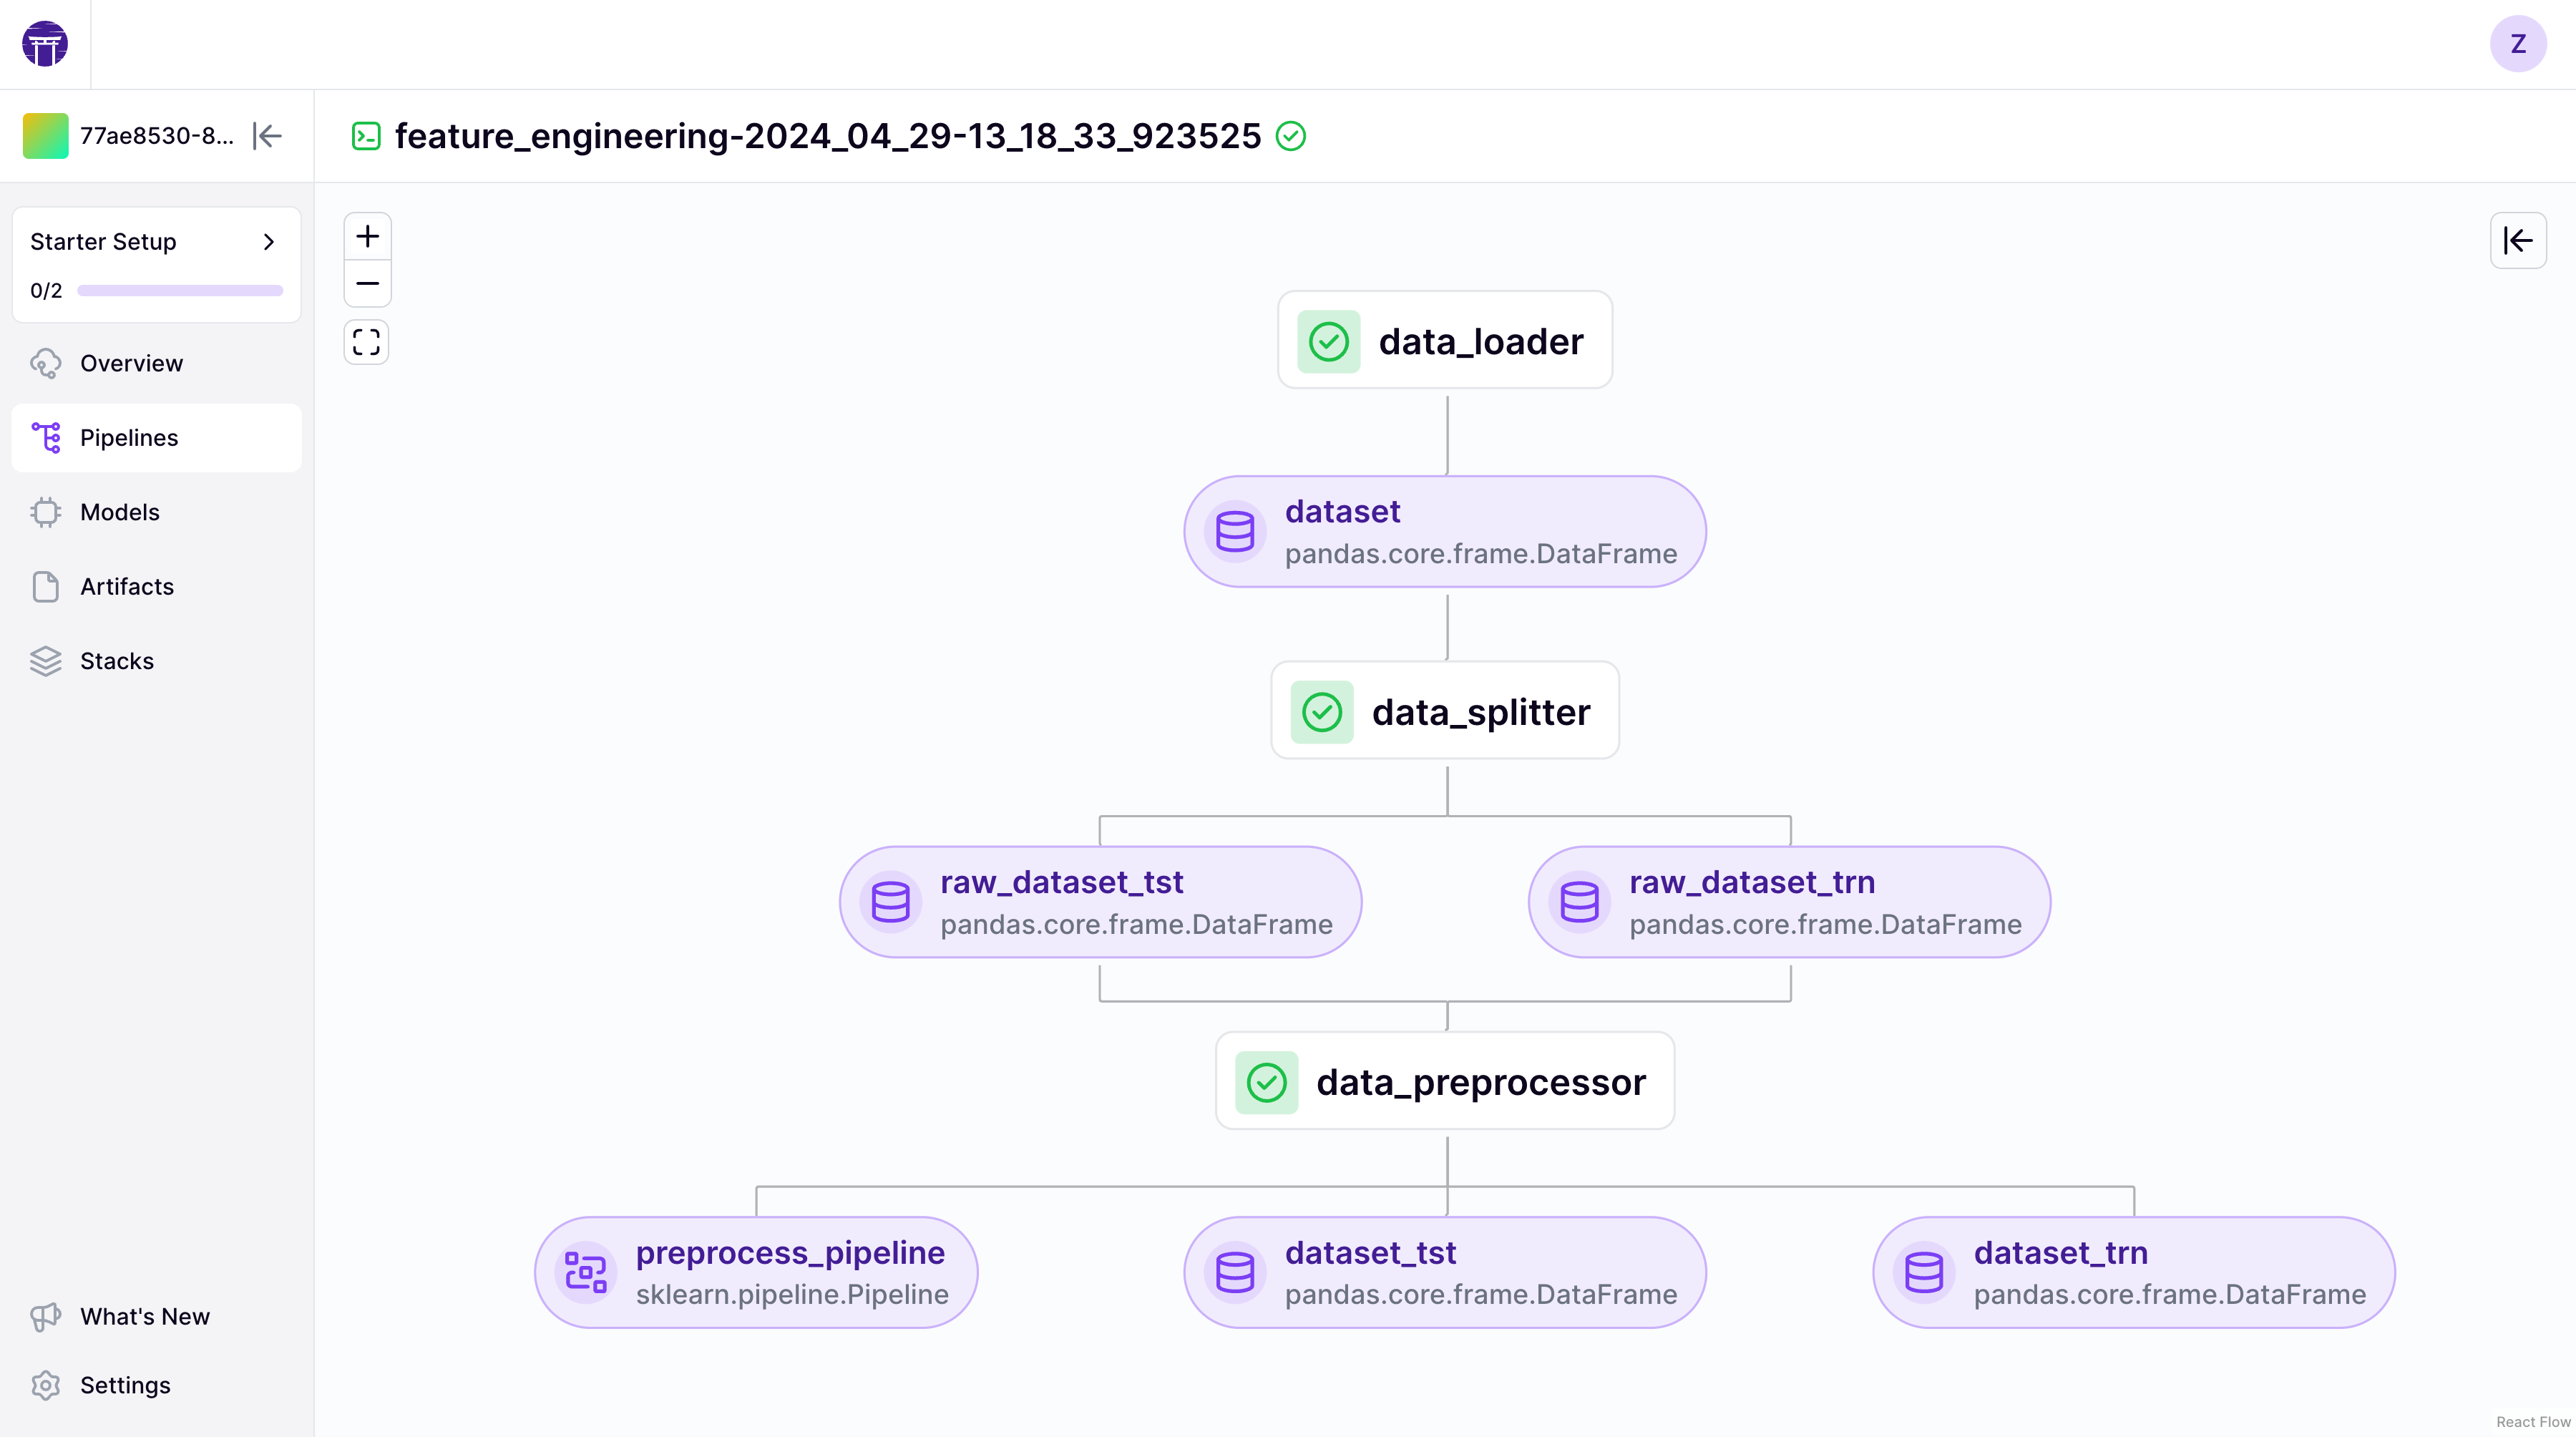 Z
77ae8530-8...
feature_engineering-2024_04_29-13_18_33_923525
Starter Setup
0/2
Overview
Pipelines
Models
Artifacts
Stacks
What's New
Settings
data_loader
dataset
pandas.core.frame.DataFrame
data_splitter
raw_dataset_tst
pandas.core.frame.DataFrame
raw_dataset_trn
pandas.core.frame.DataFrame
data_preprocessor
preprocess_pipeline
sklearn.pipeline.Pipeline
dataset_tst
pandas.core.frame.DataFrame
dataset_trn
pandas.core.frame.DataFrame
React Flow